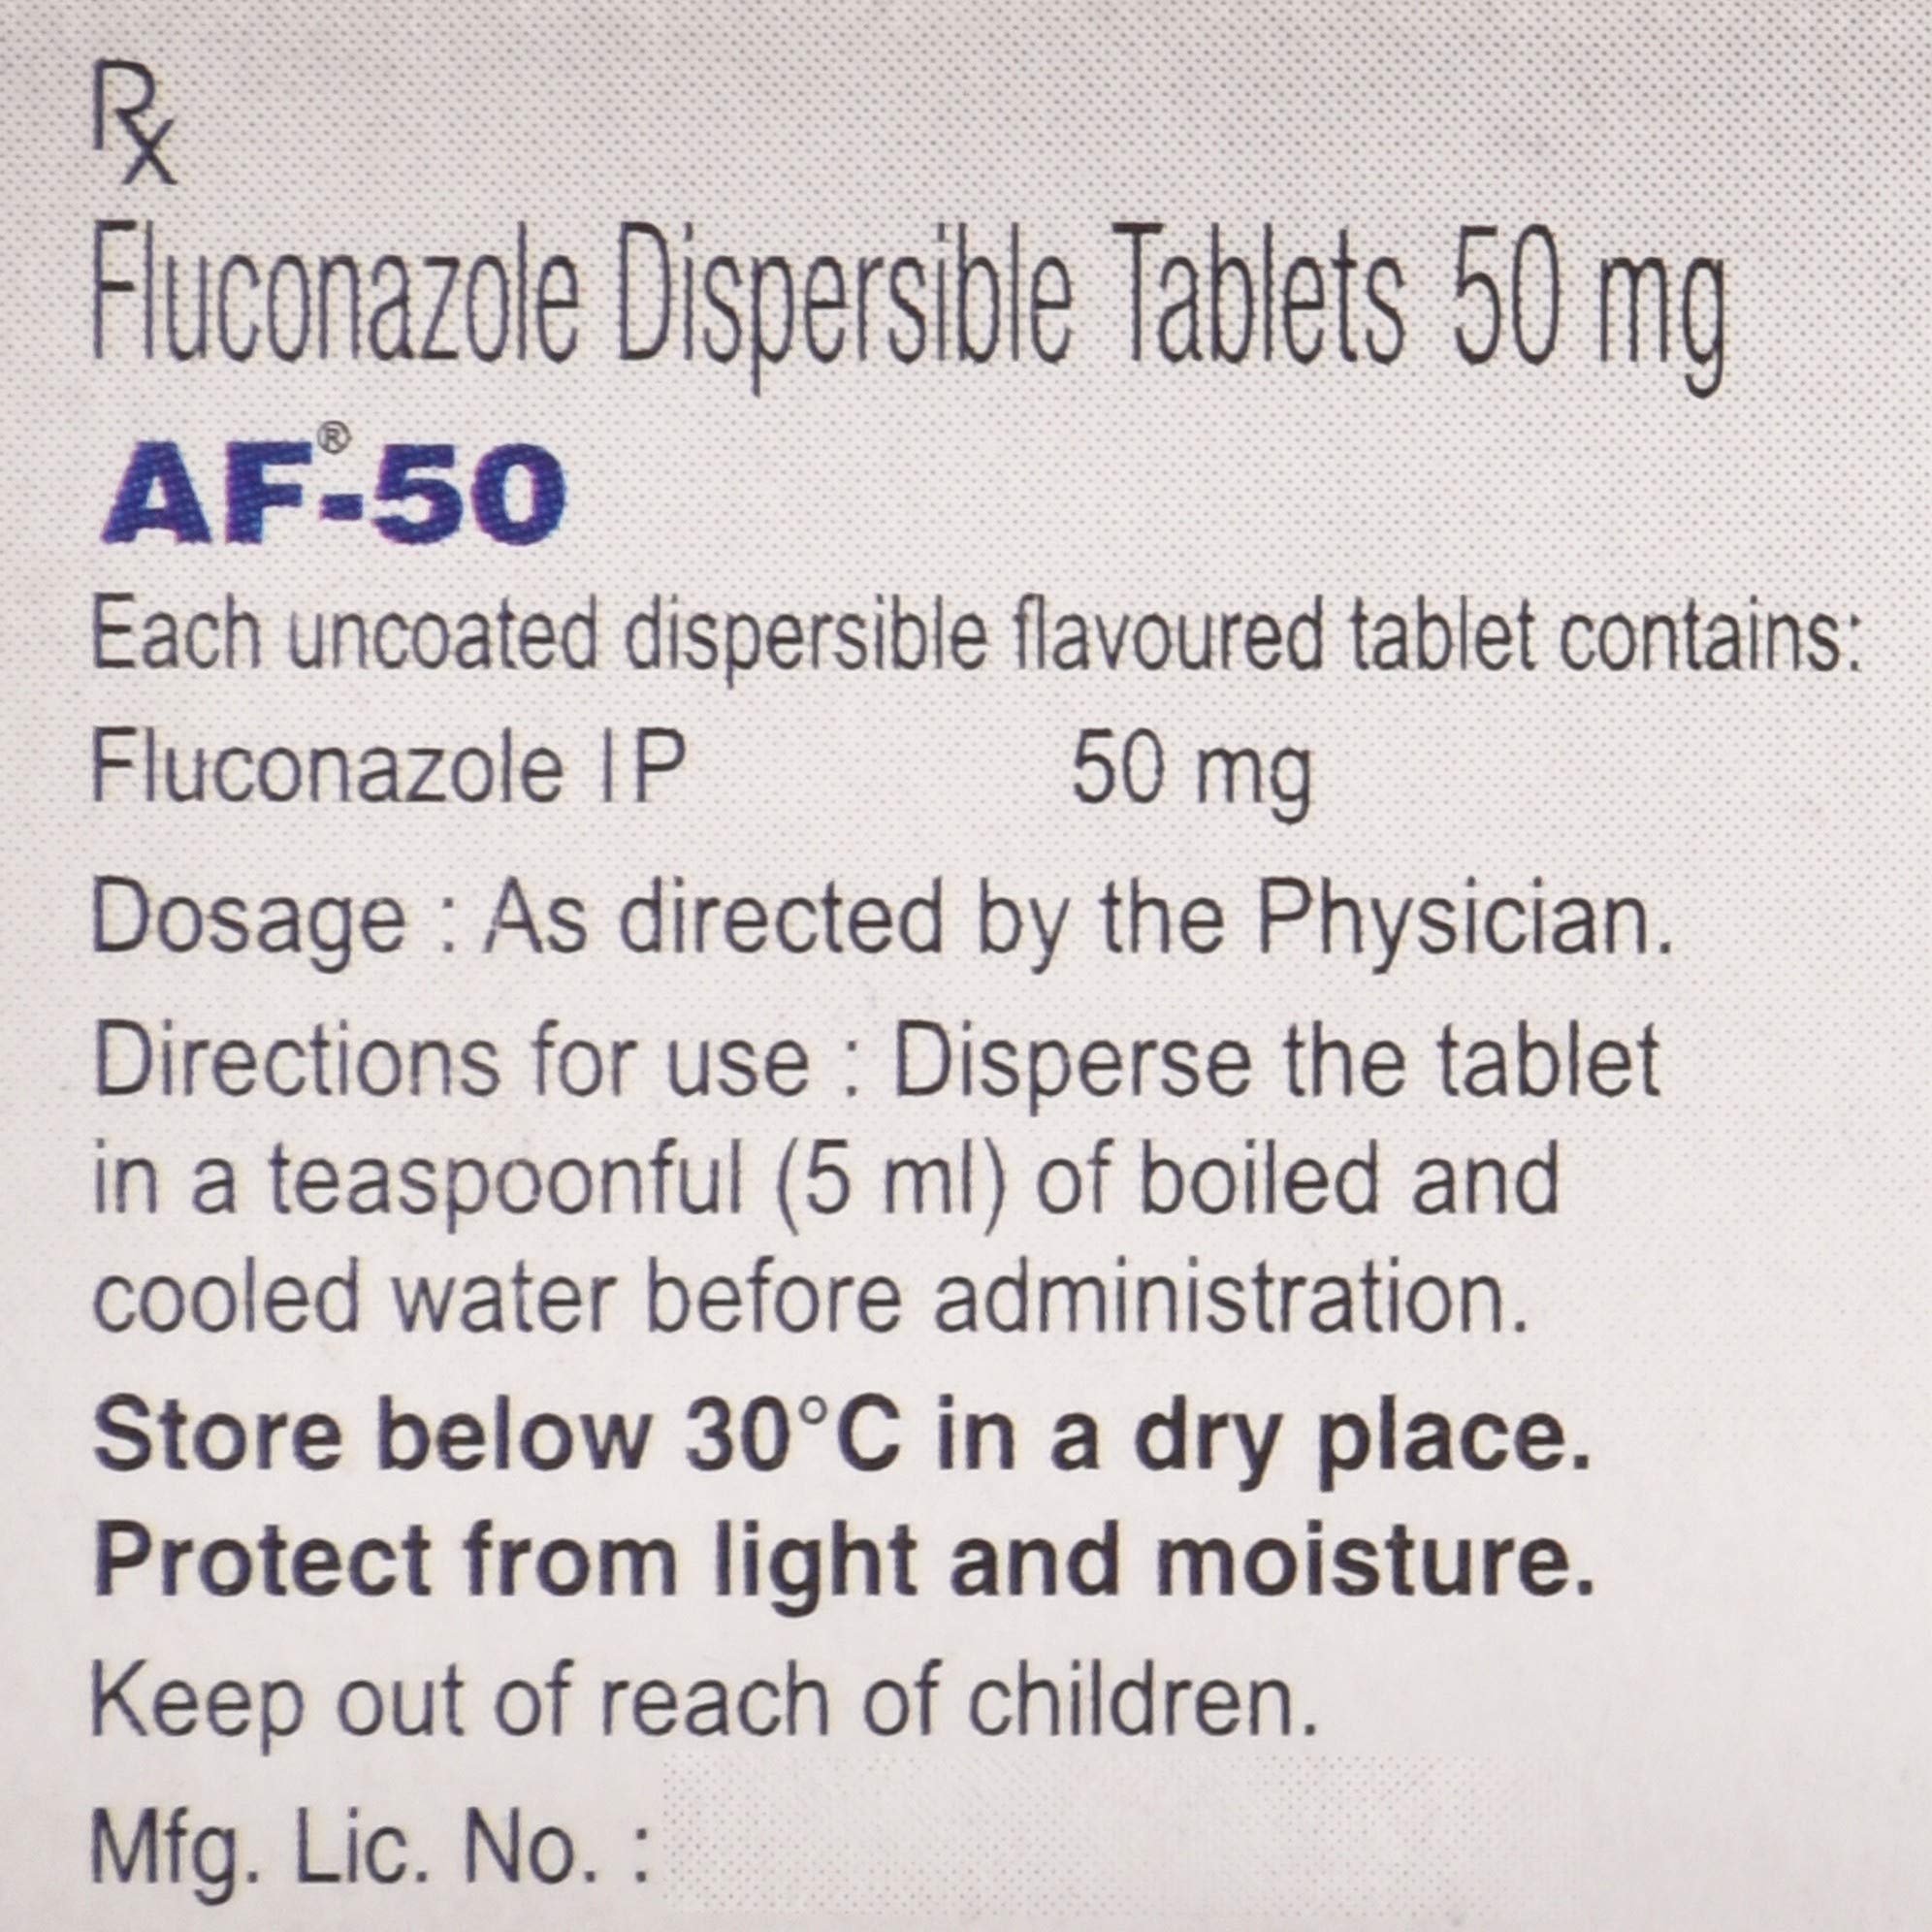 Rx
Fluconazole Dispersible Tablets 50 mg
AF®-50
Each uncoated dispersible flavoured tablet contains:
Fluconazole IP 50 mg
Dosage : As directed by the Physician.
Directions for use : Disperse the tablet
in a teaspoonful (5 ml) of boiled and
cooled water before administration.
Store below 30°C in a dry place.
Protect from light and moisture.
Keep out of reach of children.
Mfg. Lic. No. :